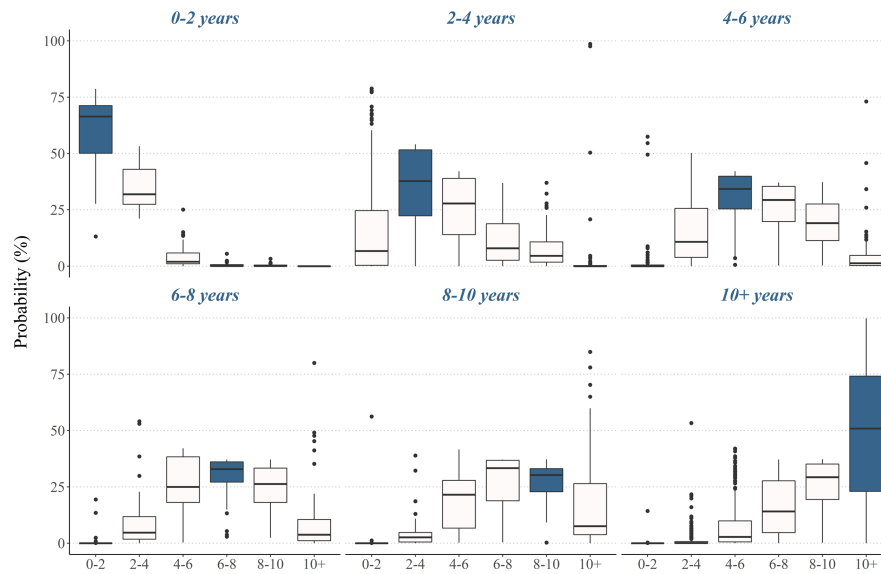 0-2 years
2-4 years
4-6 years
100
75
50
25
0
Probability (%)
6-8 years
8-10 years
10+ years
100
75
50
25
0
0-2 2-4 4-6 6-8 8-10 10+ 0-2 2-4 4-6 6-8 8-10 10+ 0-2 2-4 4-6 6-8 8-10 10+